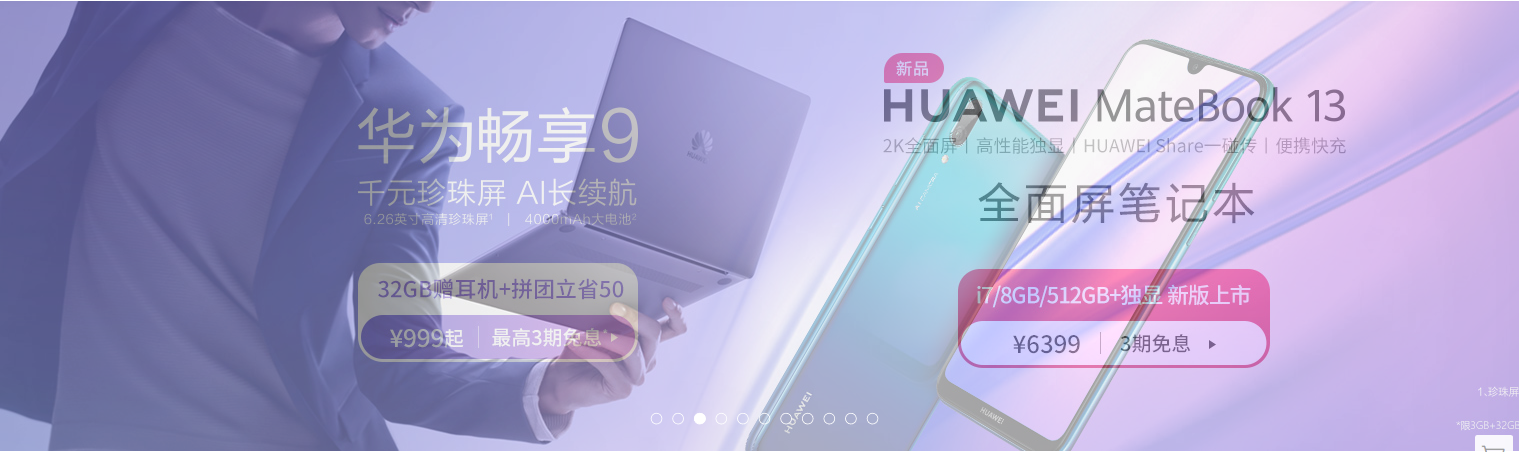 华为畅享9
千元珍珠屏 AI长续航
6.26英寸高清珍珠屏¹ | 4000mAh大电池²
32GB赠耳机+拼团立省50
¥999起 | 最高3期免息*
新品
HUAWEI MateBook 13
2K全面屏 | 高性能独显 | HUAWEI Share一碰传 | 便携快充
全面屏笔记本
i7/8GB/512GB+独显 新版上市
¥6399 | 3期免息
HUAWEI
HUAWEI
HUAWEI
1、珍珠屏
*限3GB+32GB